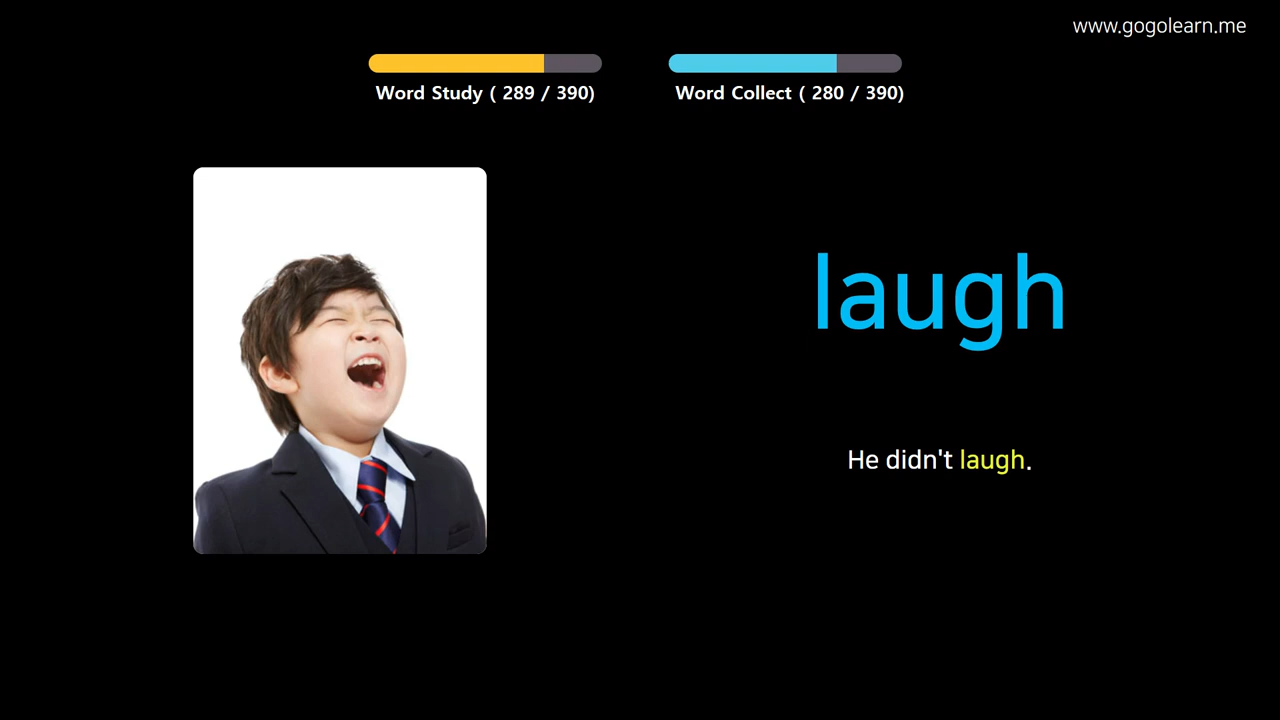 www.gogolearn.me
Word Study ( 289 / 390)
Word Collect ( 280 / 390)
laugh
He didn't laugh.